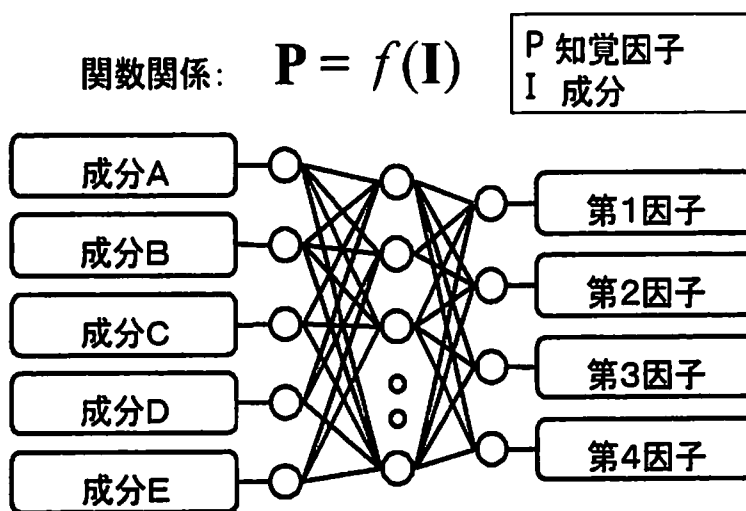 関数関係: P = f(I)
P 知覚因子
I 成分
成分A
成分B
成分C
成分D
成分E
第1因子
第2因子
第3因子
第4因子